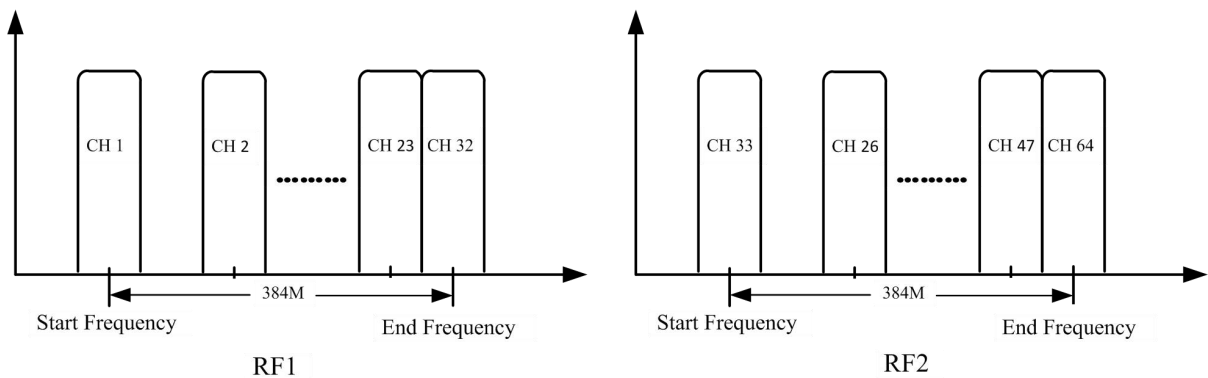 CH 1
CH 2
CH 23
CH 32
384M
Start Frequency
End Frequency
RF1
CH 33
CH 26
CH 47
CH 64
384M
Start Frequency
End Frequency
RF2